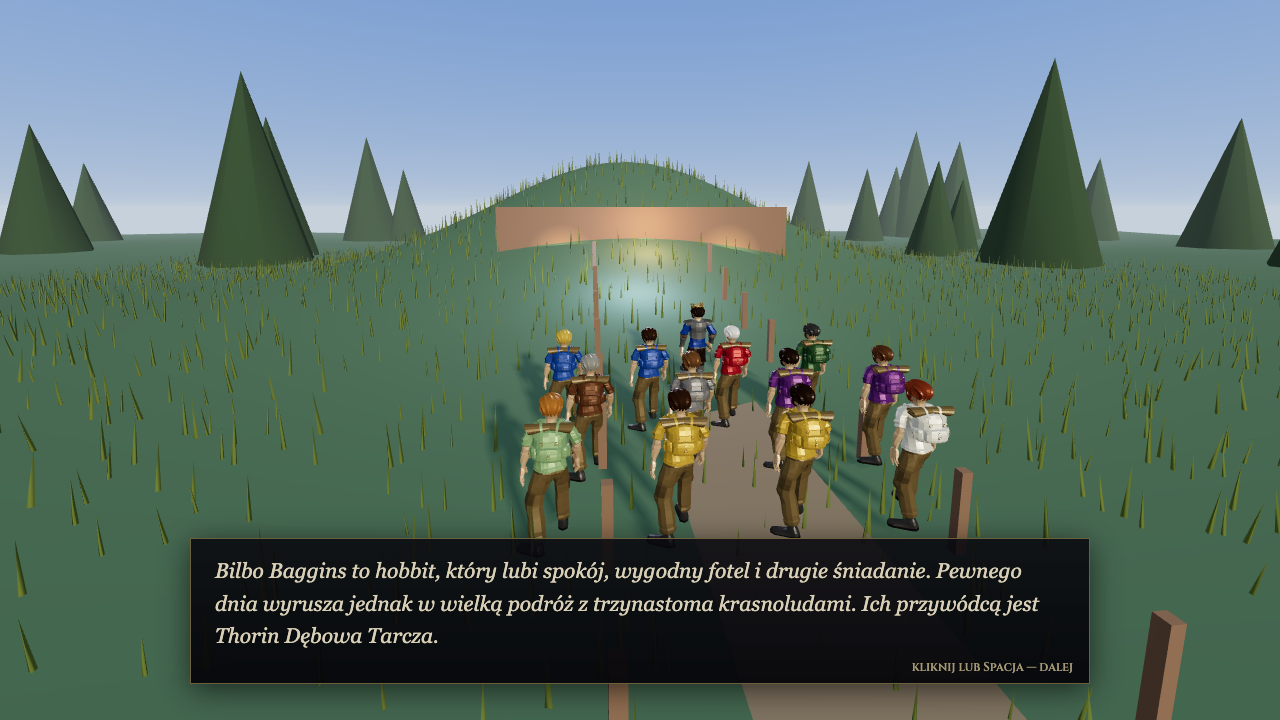 Bilbo Baggins to hobbit, który lubi spokój, wygodny fotel i drugie śniadanie. Pewnego
dnia wyrusza jednak w wielką podróż z trzynastoma krasnoludami. Ich przywódcą jest
Thorin Dębowa Tarcza.
KLIKNIJ LUB SPACJA — DALEJ